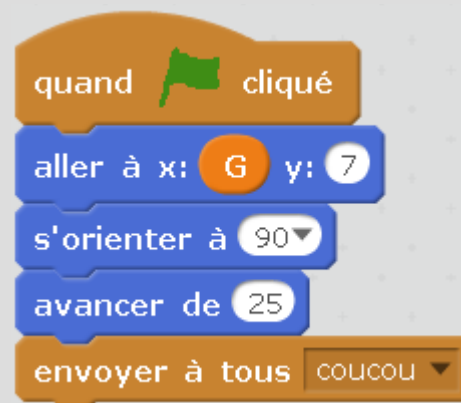 quand cliqué
aller à x: G y: 7
s'orienter à 90
avancer de 25
envoyer à tous coucou